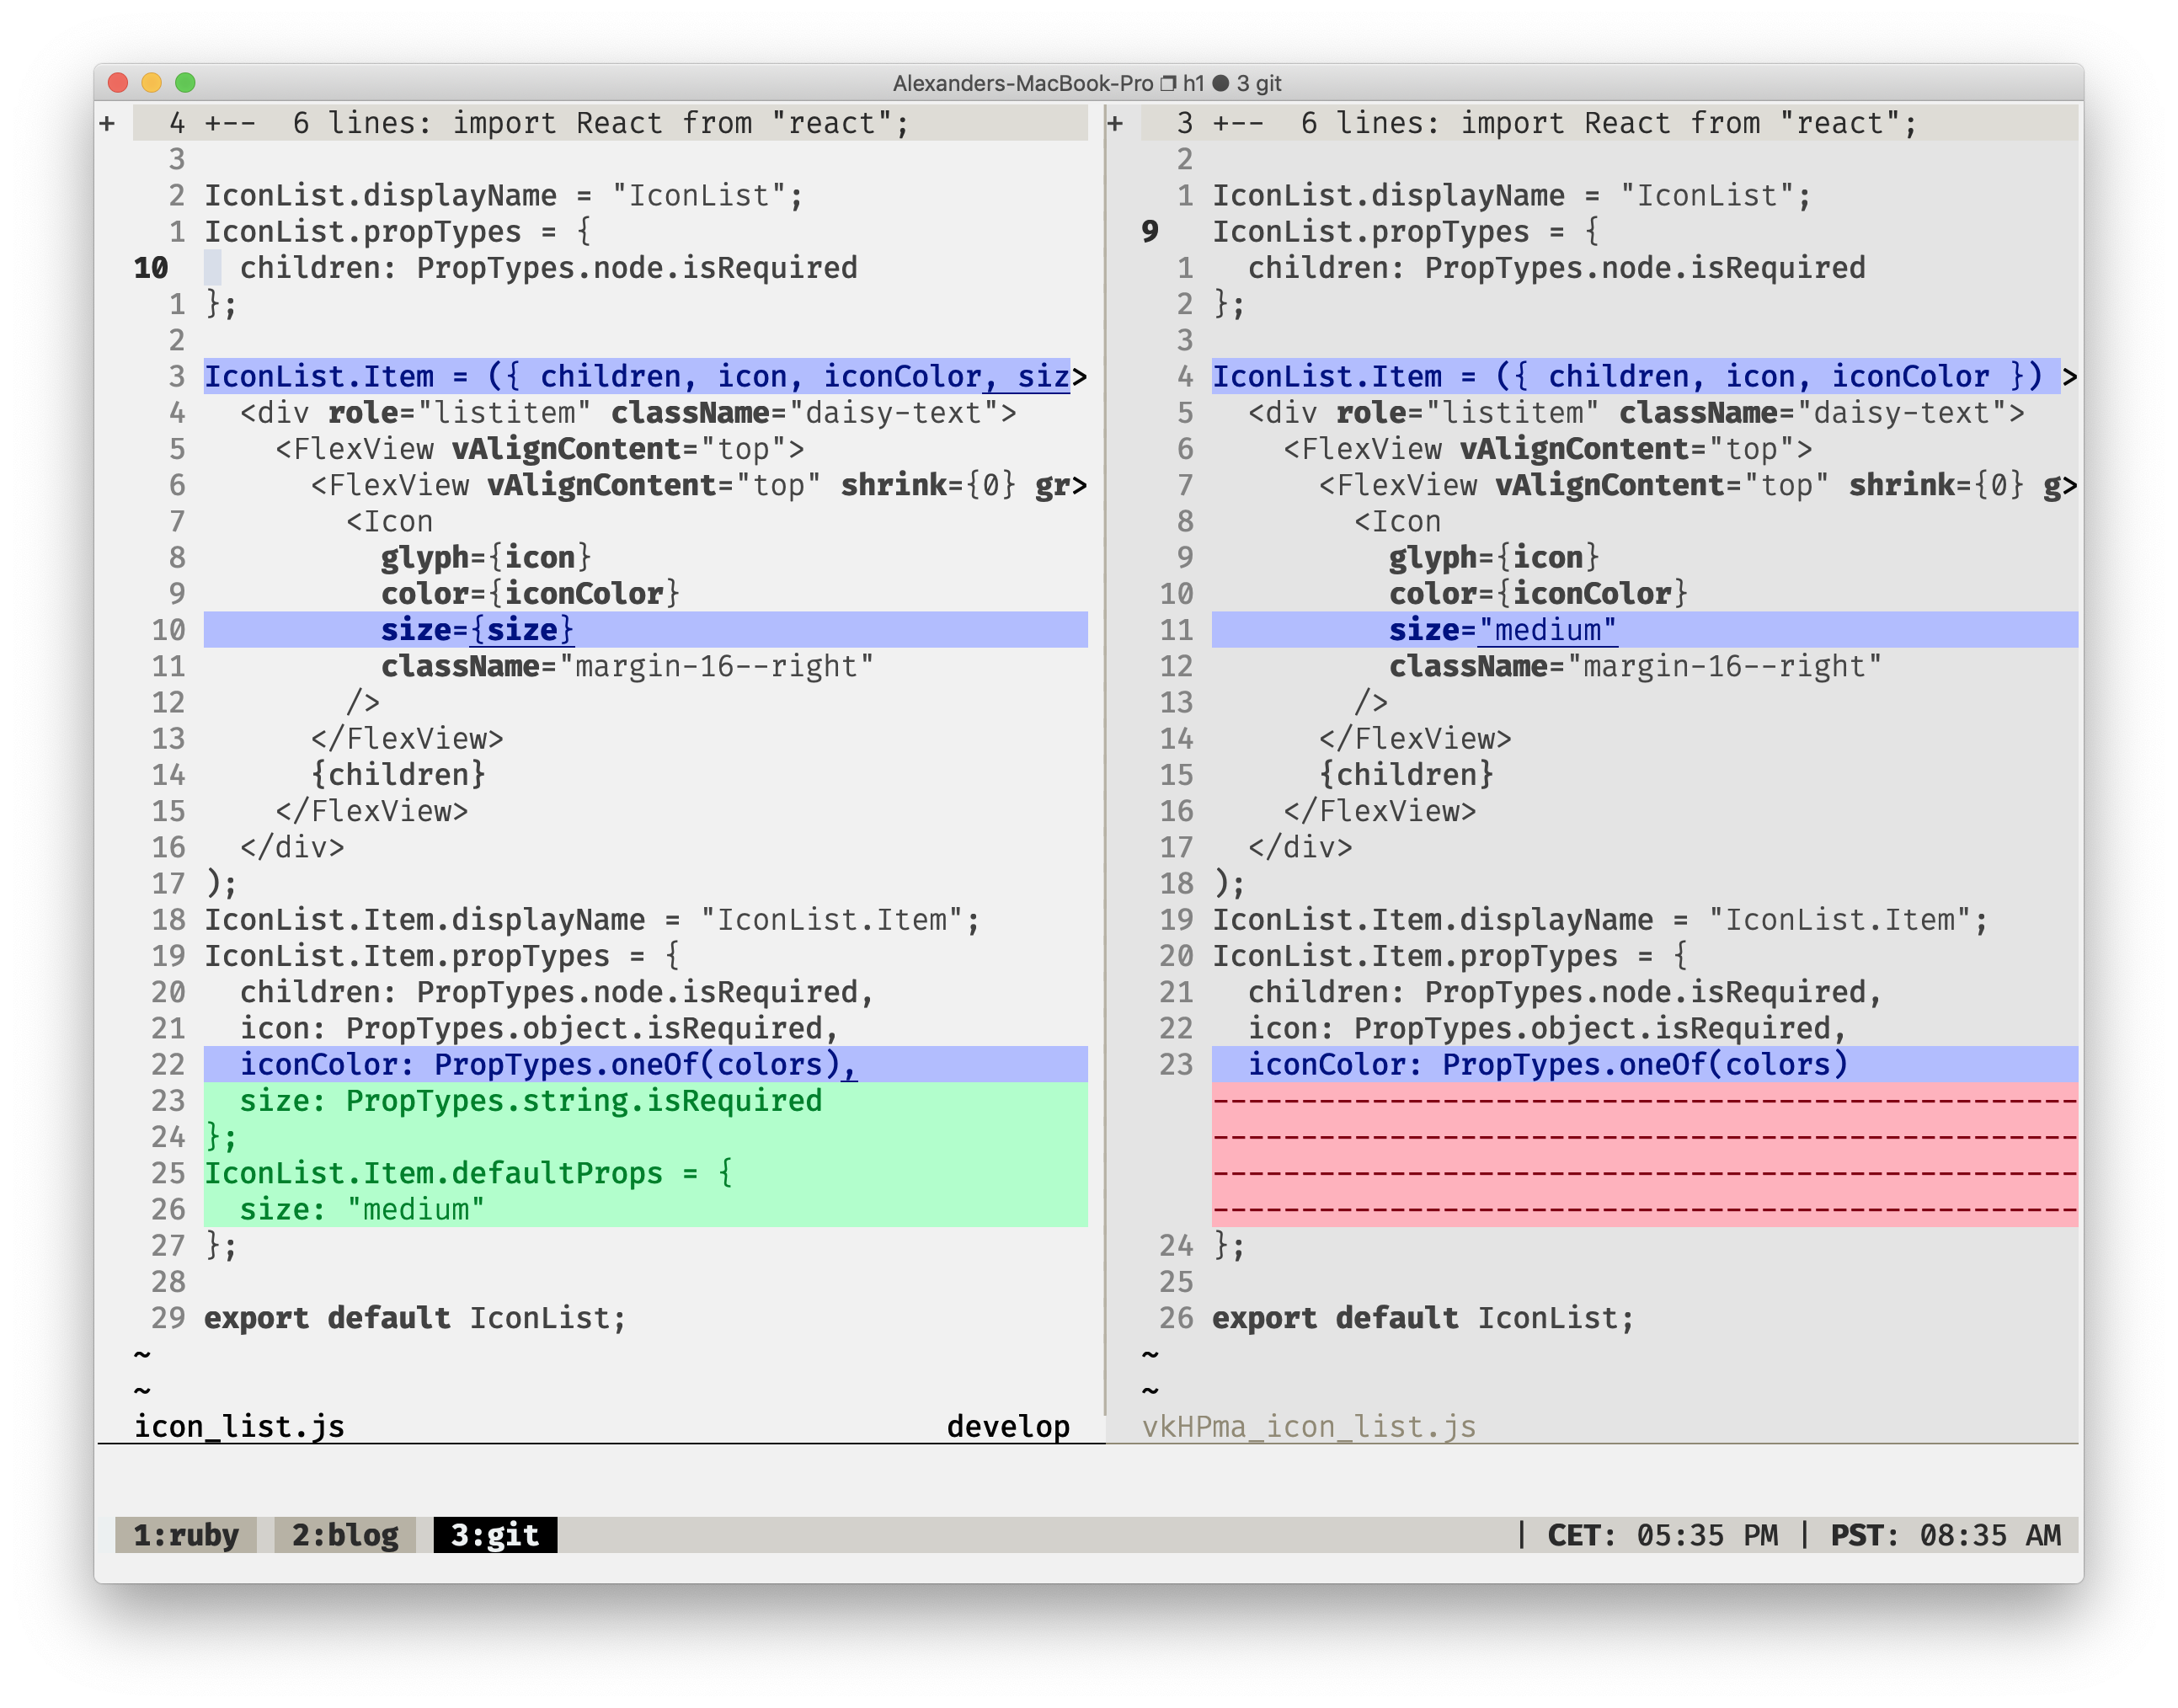 Alexanders-MacBook-Pro ❐ h1 ● 3 git
+   4 +--  6 lines: import React from "react";
    3
    2 IconList.displayName = "IconList";
    1 IconList.propTypes = {
  10    children: PropTypes.node.isRequired
    1 };
    2
    3 IconList.Item = ({ children, icon, iconColor, siz>
    4   <div role="listitem" className="daisy-text">
    5     <FlexView vAlignContent="top">
    6       <FlexView vAlignContent="top" shrink={0} gr>
    7         <Icon
    8           glyph={icon}
    9           color={iconColor}
   10           size={size}
   11           className="margin-16--right"
   12         />
   13       </FlexView>
   14       {children}
   15     </FlexView>
   16   </div>
   17 );
   18 IconList.Item.displayName = "IconList.Item";
   19 IconList.Item.propTypes = {
   20   children: PropTypes.node.isRequired,
   21   icon: PropTypes.object.isRequired,
   22   iconColor: PropTypes.oneOf(colors),
   23   size: PropTypes.string.isRequired
   24 };
   25 IconList.Item.defaultProps = {
   26   size: "medium"
   27 };
   28
   29 export default IconList;
~
~
icon_list.js develop
+   3 +--  6 lines: import React from "react";
    2
    1 IconList.displayName = "IconList";
  9   IconList.propTypes = {
    1   children: PropTypes.node.isRequired
    2 };
    3
    4 IconList.Item = ({ children, icon, iconColor }) >
    5   <div role="listitem" className="daisy-text">
    6     <FlexView vAlignContent="top">
    7       <FlexView vAlignContent="top" shrink={0} g>
    8         <Icon
    9           glyph={icon}
   10           color={iconColor}
   11           size="medium"
   12           className="margin-16--right"
   13         />
   14       </FlexView>
   15       {children}
   16     </FlexView>
   17   </div>
   18 );
   19 IconList.Item.displayName = "IconList.Item";
   20 IconList.Item.propTypes = {
   21   children: PropTypes.node.isRequired,
   22   icon: PropTypes.object.isRequired,
   23   iconColor: PropTypes.oneOf(colors)
-------------------------------------------------
-------------------------------------------------
-------------------------------------------------
-------------------------------------------------
   24 };
   25
   26 export default IconList;
~
~
vkHPma_icon_list.js
1:ruby 2:blog 3:git | CET: 05:35 PM | PST: 08:35 AM